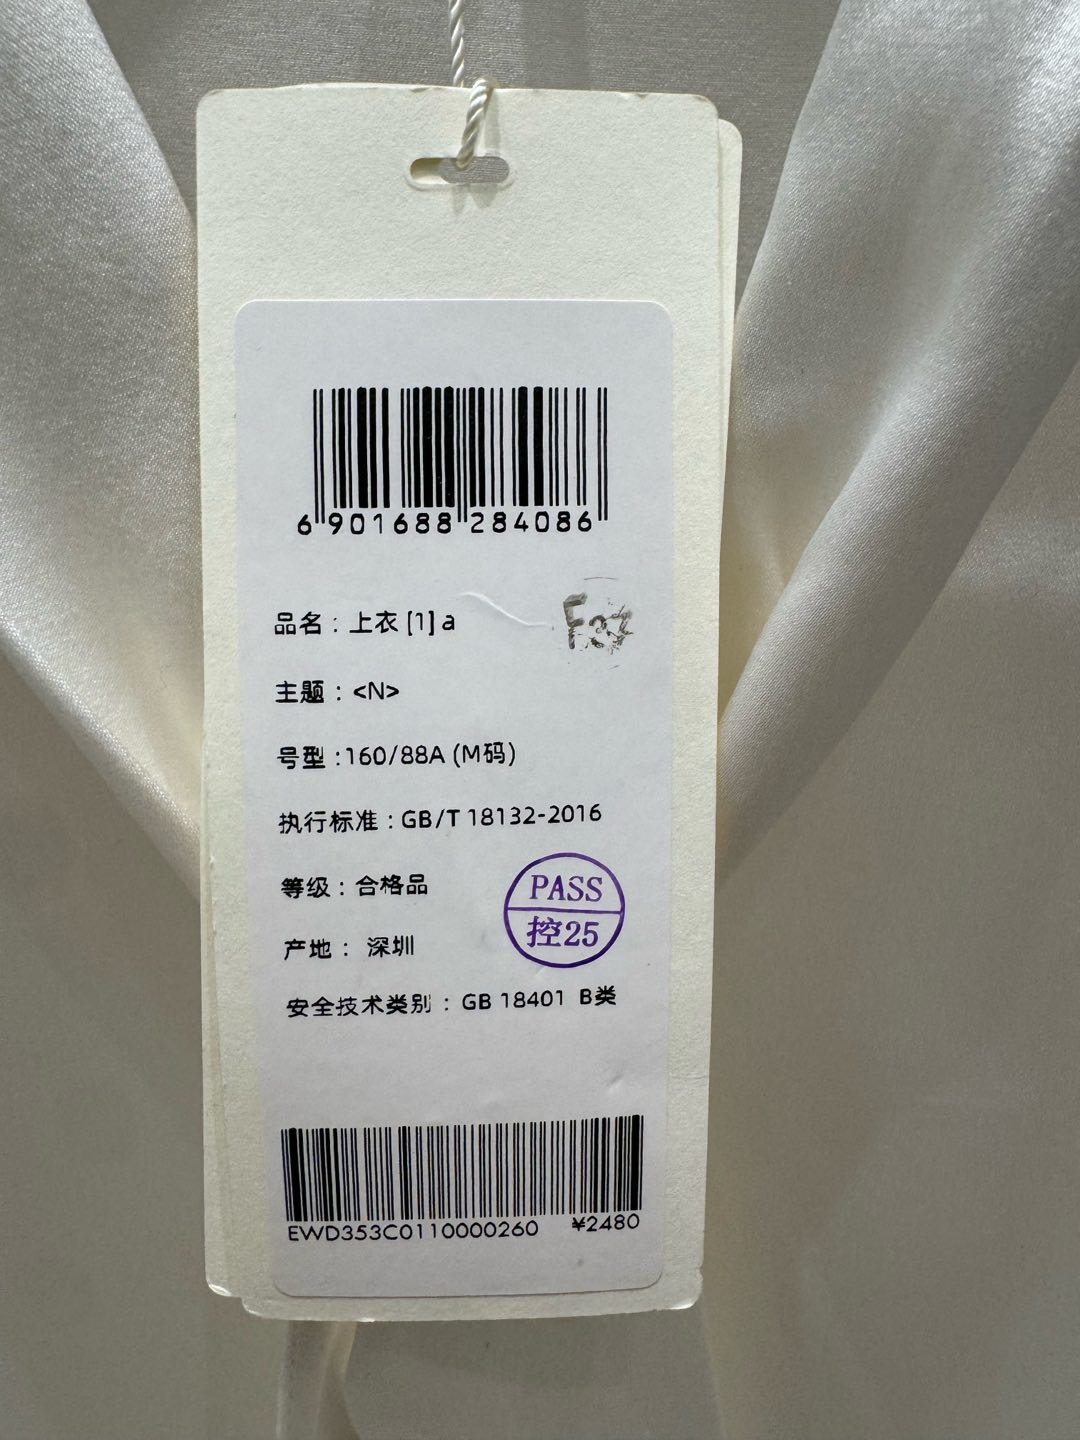 6 901688 284086
品名：上衣 [1] a
F37
主题：<N>
号型：160/88A (M码)
执行标准：GB/T 18132-2016
等级：合格品
PASS
控25
产地：深圳
安全技术类别：GB 18401 B类
EWD353C0110000260 ¥2480